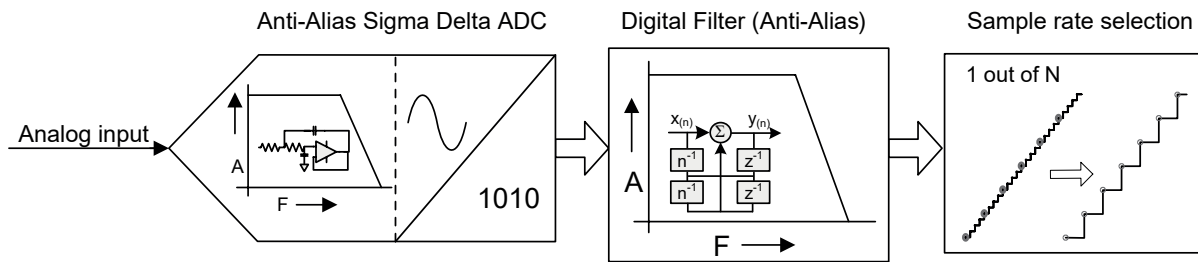 Anti-Alias Sigma Delta ADC
Digital Filter (Anti-Alias)
Sample rate selection
Analog input
A
F
1010
A
F
x(n)
Σ
y(n)
n-1
z-1
n-1
z-1
1 out of N